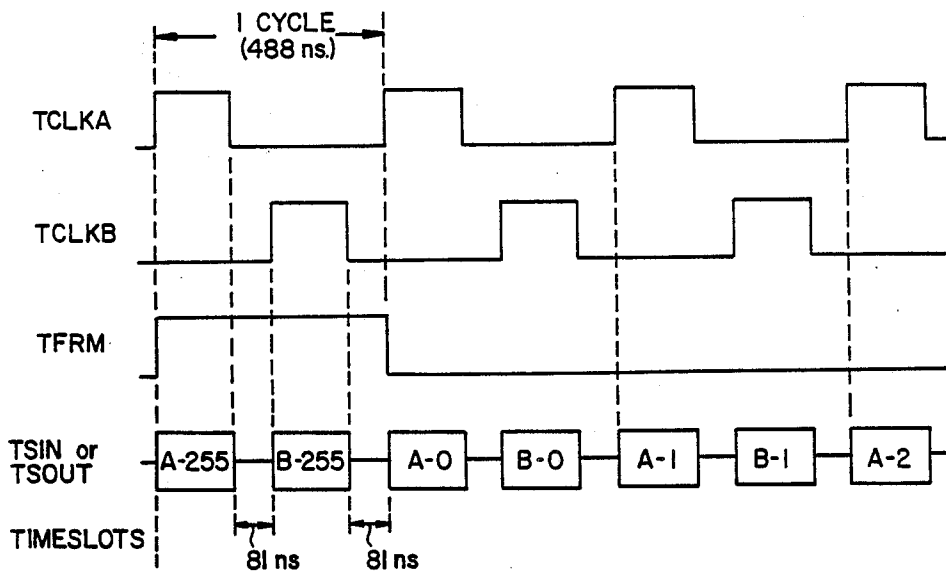 1 CYCLE
(488 ns.)
TCLKA
TCLKB
TFRM
TSIN or
TSOUT
A-255 B-255 A-0 B-0 A-1 B-1 A-2
TIMESLOTS
81 ns 81 ns